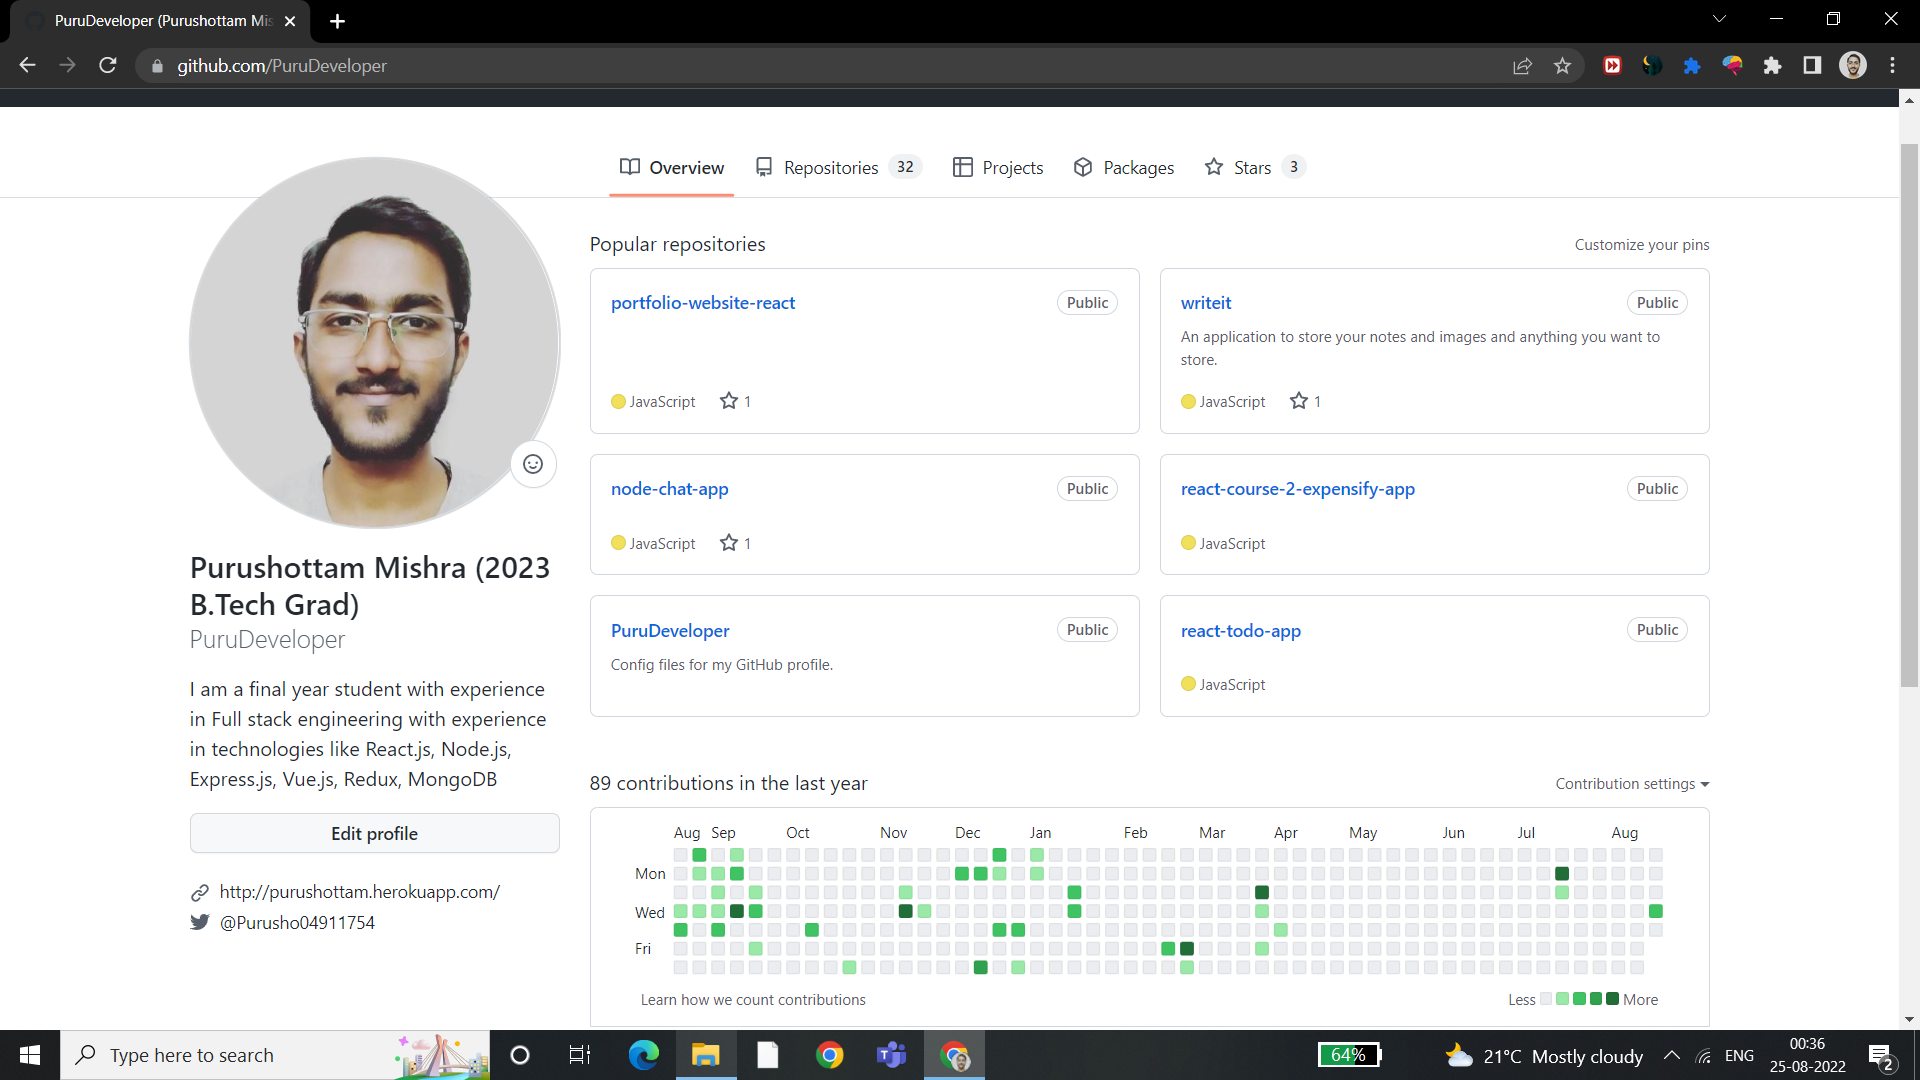 PuruDeveloper (Purushottam Mis
github.com/PuruDeveloper
Overview
Repositories 32
Projects
Packages
Stars 3
Popular repositories
Customize your pins
portfolio-website-react
Public
JavaScript
1
writeit
Public
An application to store your notes and images and anything you want to
store.
JavaScript
1
node-chat-app
Public
JavaScript
1
react-course-2-expensify-app
Public
JavaScript
PuruDeveloper
Public
Config files for my GitHub profile.
react-todo-app
Public
JavaScript
Purushottam Mishra (2023
B.Tech Grad)
PuruDeveloper
I am a final year student with experience
in Full stack engineering with experience
in technologies like React.js, Node.js,
Express.js, Vue.js, Redux, MongoDB
Edit profile
http://purushottam.herokuapp.com/
@Purusho04911754
89 contributions in the last year
Contribution settings
Aug Sep Oct Nov Dec Jan Feb Mar Apr May Jun Jul Aug
Mon
Wed
Fri
Learn how we count contributions
Less
More
Type here to search
64%
21°C Mostly cloudy
ENG
00:36
25-08-2022
2